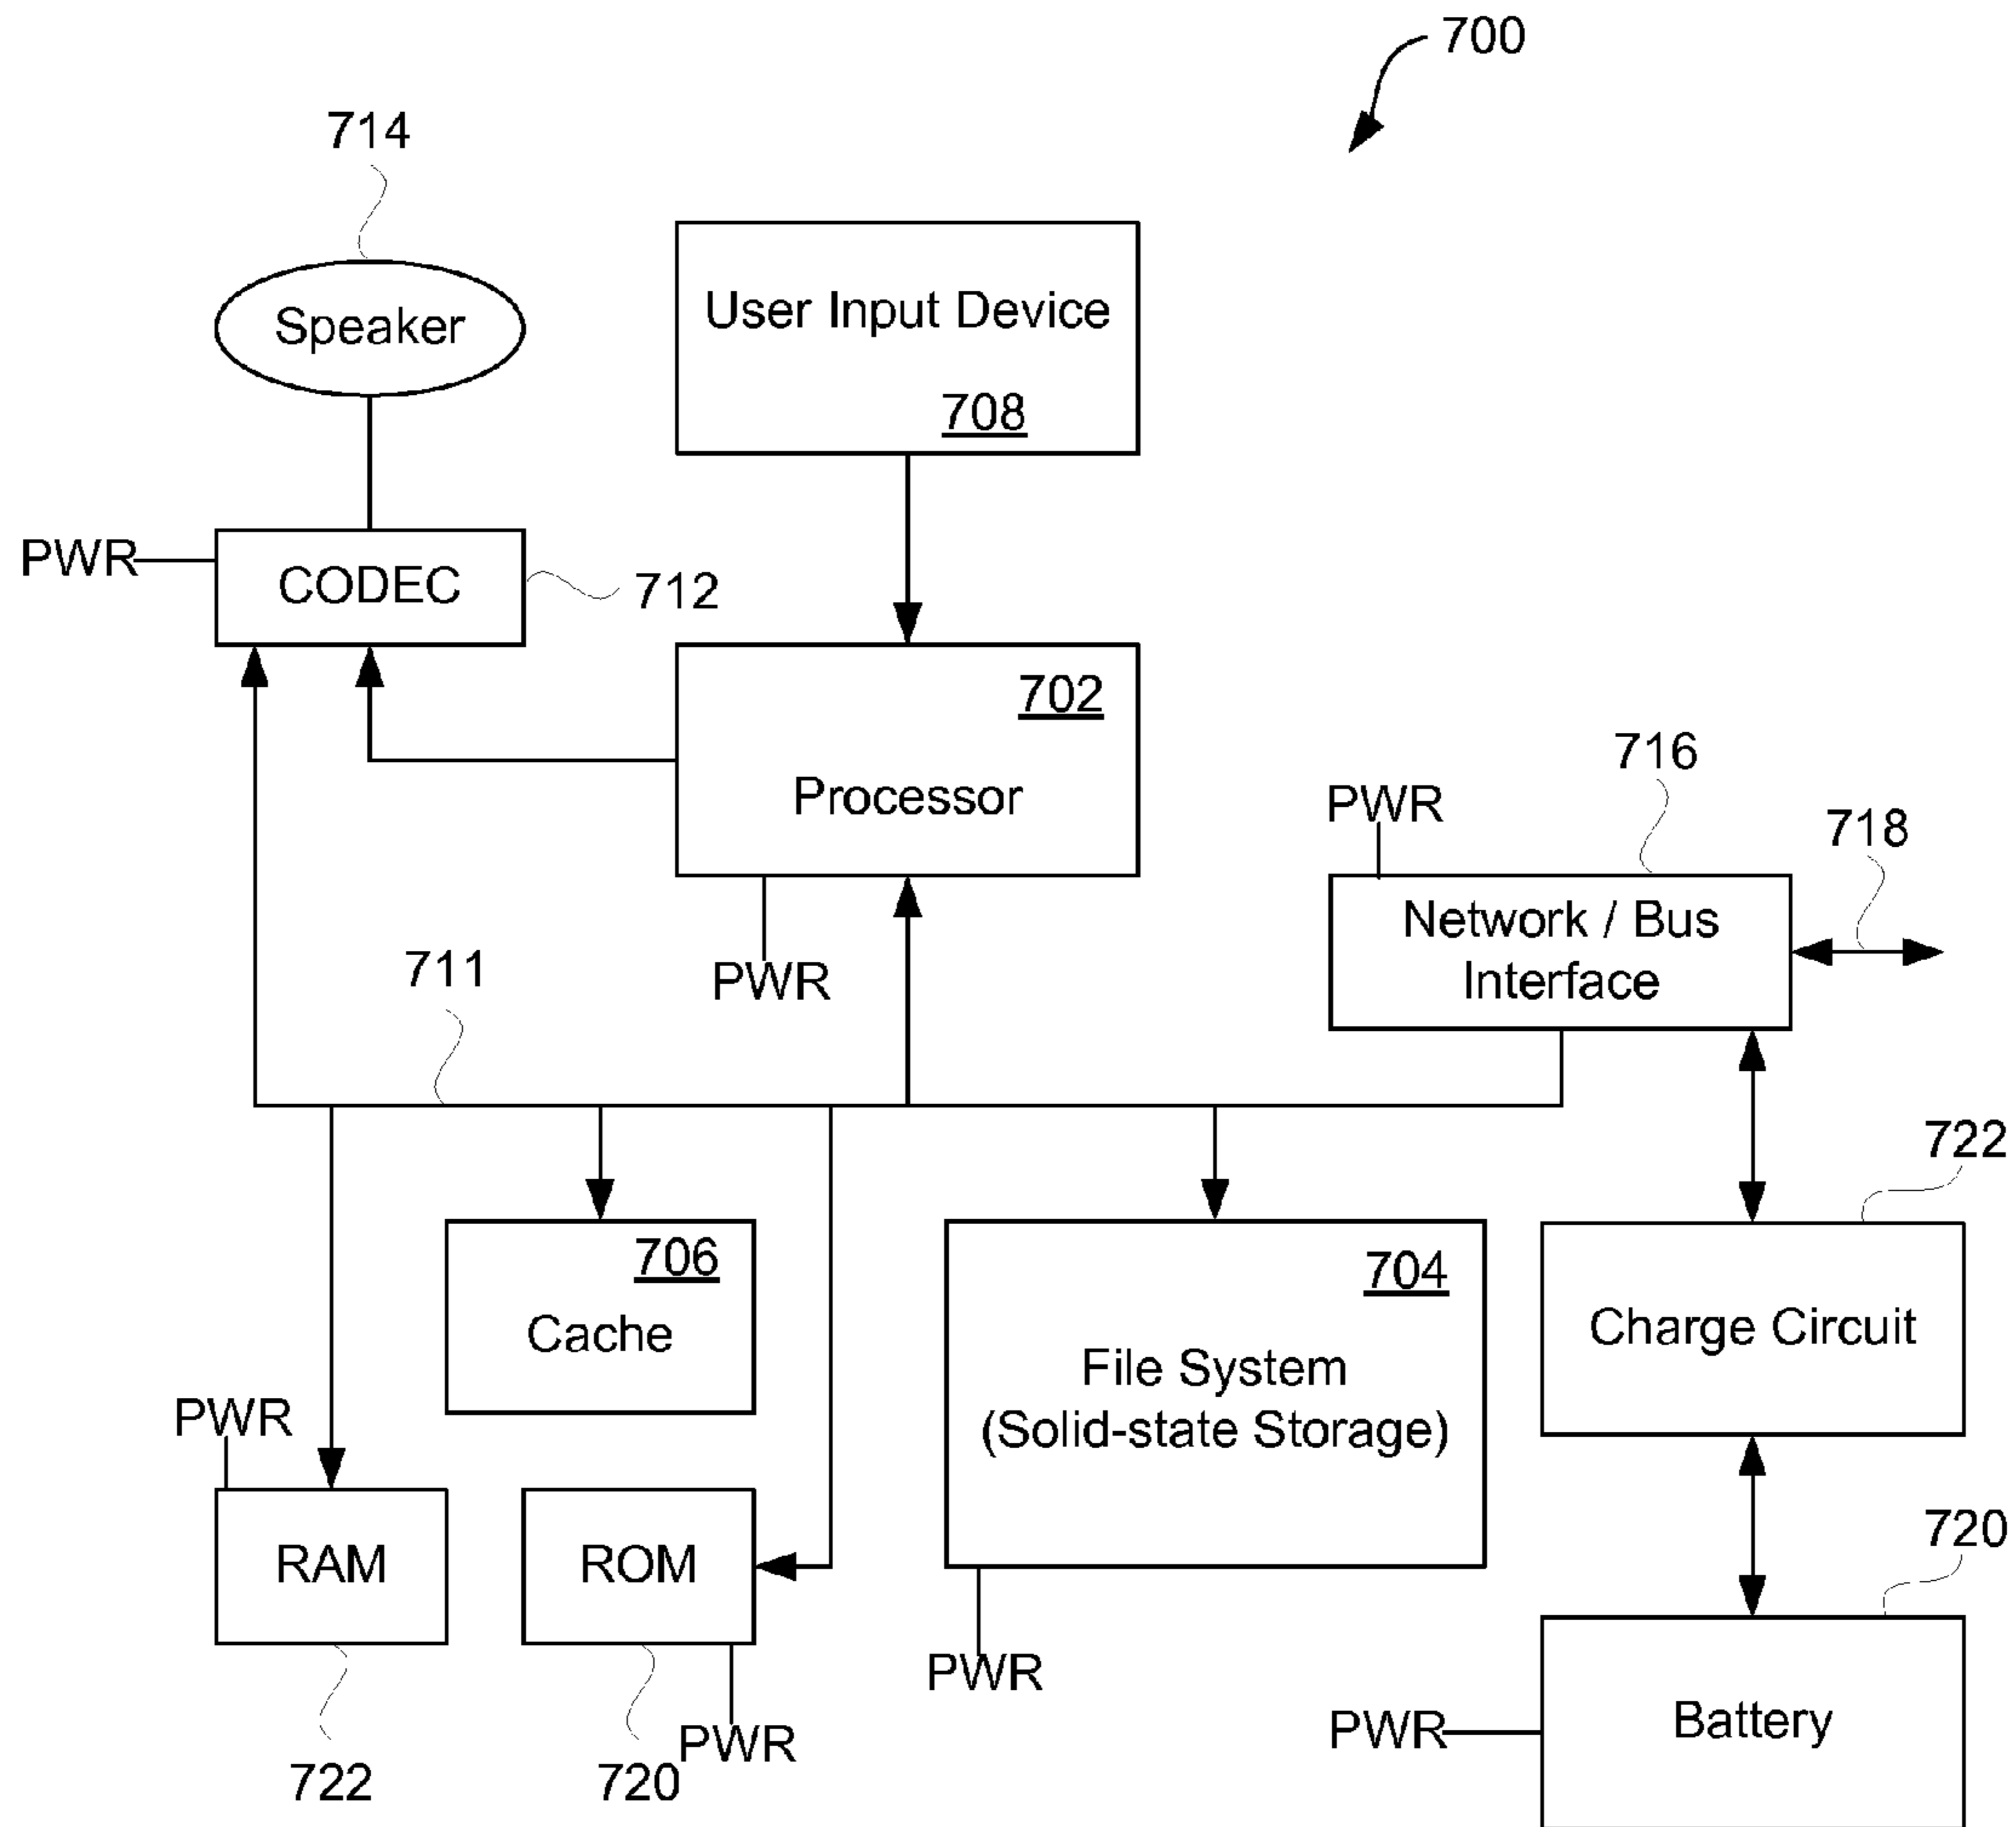 700
714
Speaker
User Input Device
708
PWR
CODEC
712
702
Processor
PWR
716
PWR
718
Network / Bus
Interface
711
722
706
Cache
704
File System
(Solid-state Storage)
Charge Circuit
PWR
RAM
ROM
720
PWR
PWR
Battery
PWR
722
720
PWR